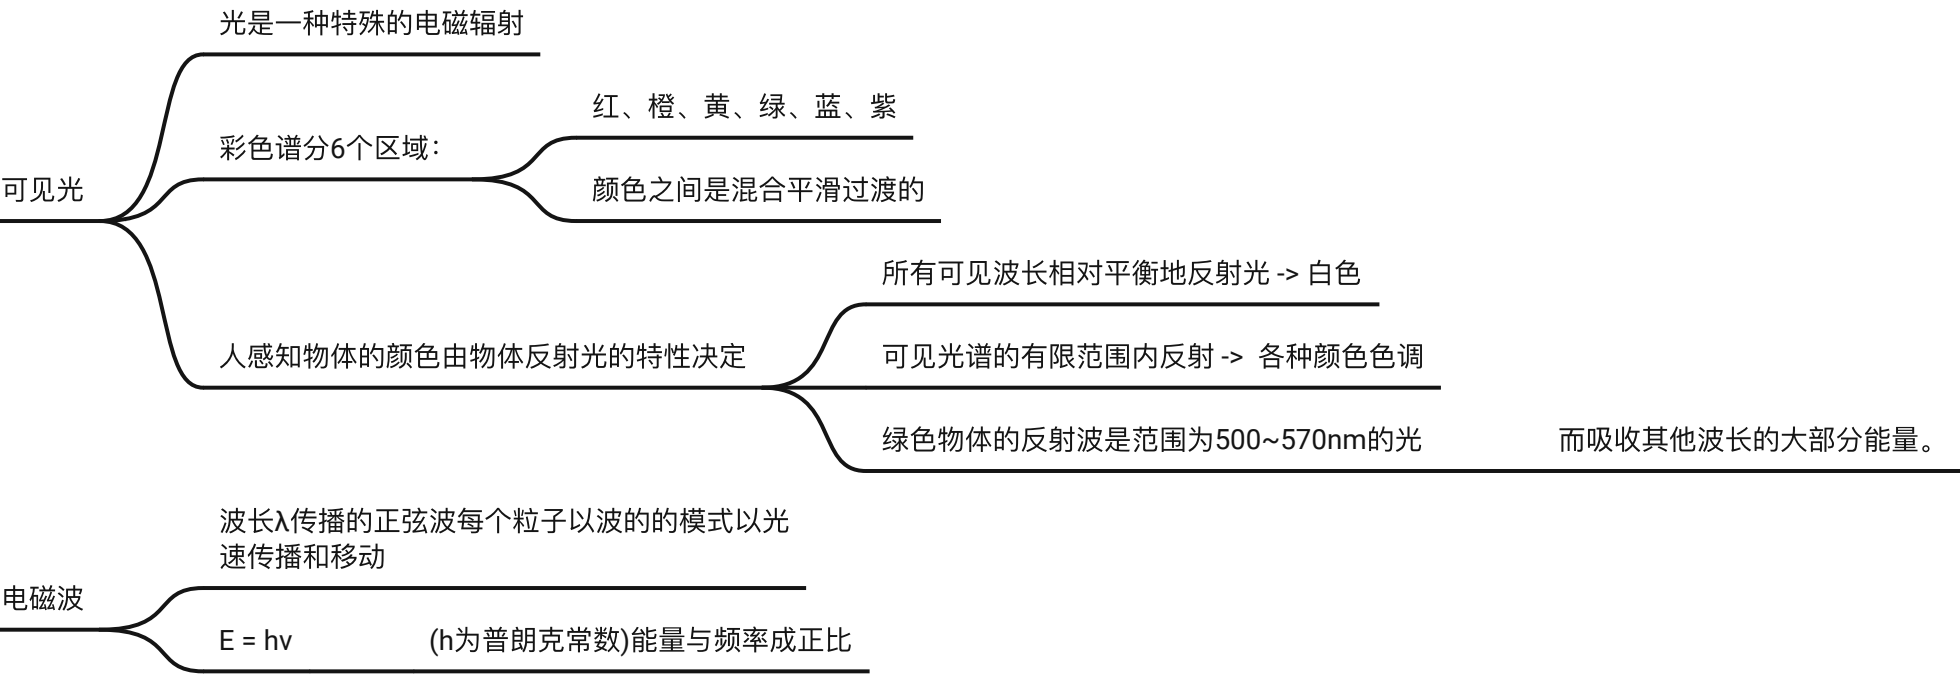 可见光
光是一种特殊的电磁辐射
彩色谱分6个区域：
红、橙、黄、绿、蓝、紫
颜色之间是混合平滑过渡的
人感知物体的颜色由物体反射光的特性决定
所有可见波长相对平衡地反射光 -> 白色
可见光谱的有限范围内反射 -> 各种颜色色调
绿色物体的反射波是范围为500~570nm的光
而吸收其他波长的大部分能量。
电磁波
波长λ传播的正弦波每个粒子以波的的模式以光
速传播和移动
E = hv
(h为普朗克常数)能量与频率成正比